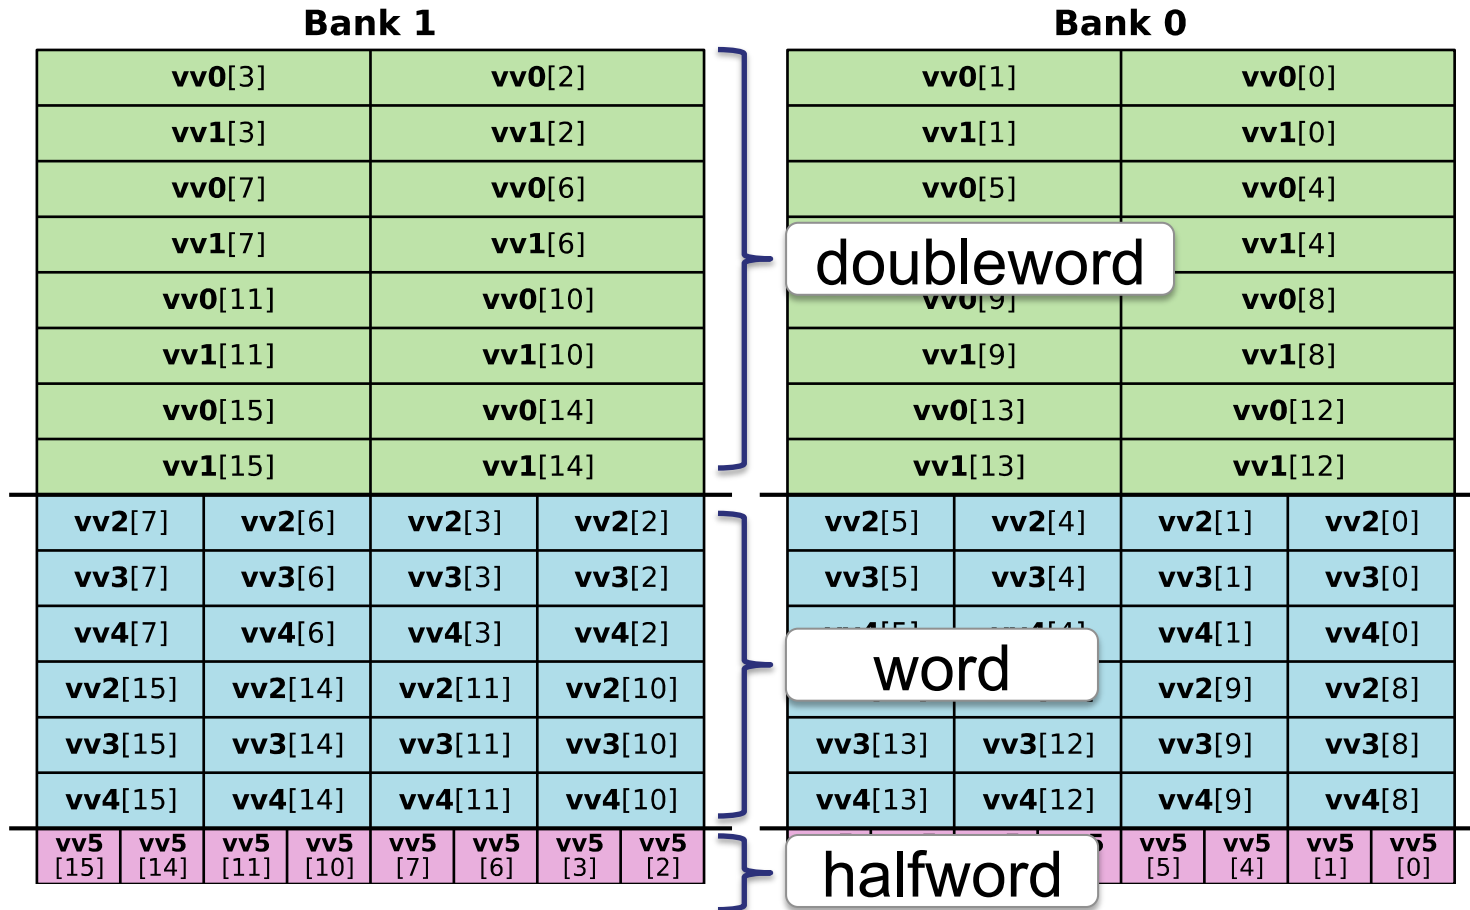 Bank 1 Bank 0
vv0[3] vv0[2] vv0[1] vv0[0]
vv1[3] vv1[2] vv1[1] vv1[0]
vv0[7] vv0[6] vv0[5] vv0[4]
vv1[7] vv1[6] doubleword vv1[4]
vv0[11] vv0[10] vv0[9] vv0[8]
vv1[11] vv1[10] vv1[9] vv1[8]
vv0[15] vv0[14] vv0[13] vv0[12]
vv1[15] vv1[14] vv1[13] vv1[12]
vv2[7] vv2[6] vv2[3] vv2[2] vv2[5] vv2[4] vv2[1] vv2[0]
vv3[7] vv3[6] vv3[3] vv3[2] vv3[5] vv3[4] vv3[1] vv3[0]
vv4[7] vv4[6] vv4[3] vv4[2] vv4[5] vv4[4] vv4[1] vv4[0]
vv2[15] vv2[14] vv2[11] vv2[10] word vv2[9] vv2[8]
vv3[15] vv3[14] vv3[11] vv3[10] vv3[13] vv3[12] vv3[9] vv3[8]
vv4[15] vv4[14] vv4[11] vv4[10] vv4[13] vv4[12] vv4[9] vv4[8]
vv5 vv5 vv5 vv5 vv5 vv5 vv5 vv5 vv5 vv5 vv5 vv5
[15] [14] [11] [10] [7] [6] [3] [2] halfword [5] [4] [1] [0]